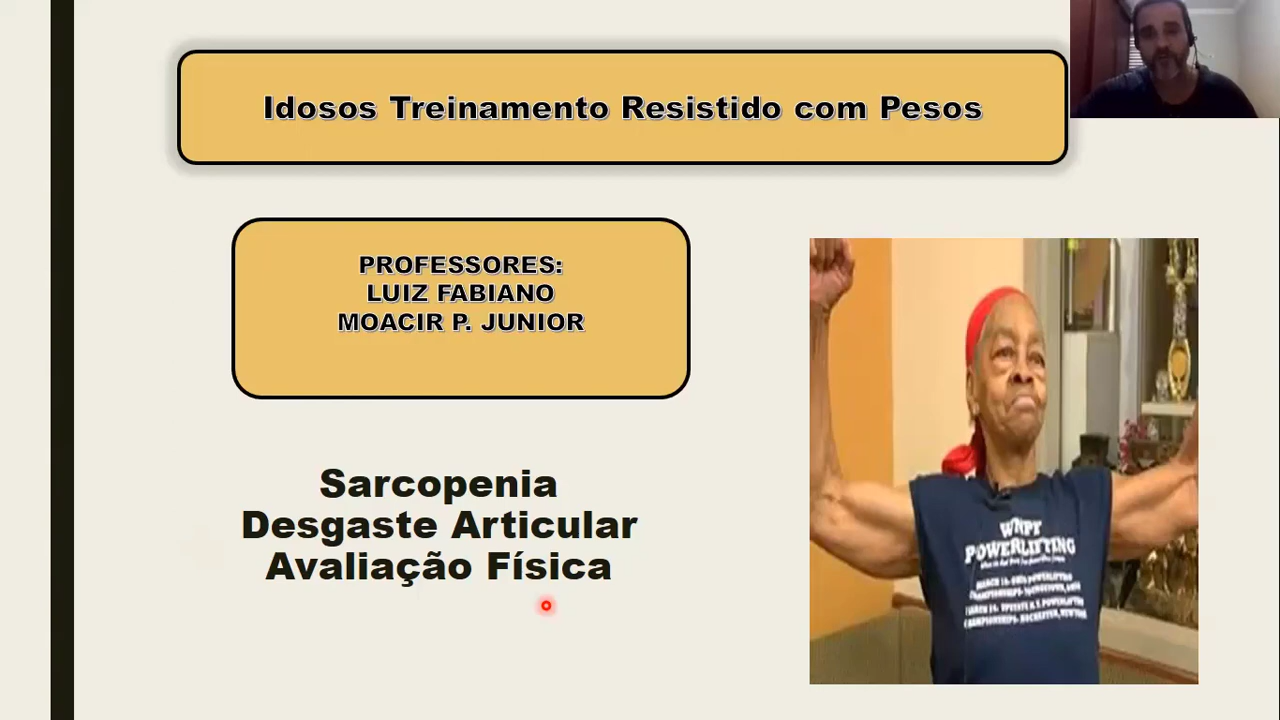 Idosos Treinamento Resistido com Pesos
PROFESSORES:
LUIZ FABIANO
MOACIR P. JUNIOR
Sarcopenia
Desgaste Articular
Avaliação Física
WNPF
POWERLIFTING